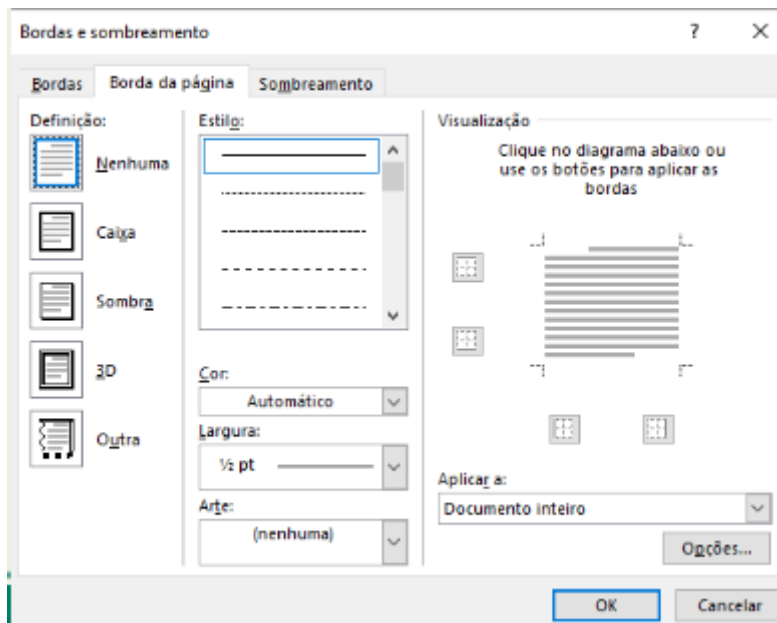 Bordas e sombreamento
? ×
Bordas Borda da página Sombreamento
Definição:
Nenhuma
Caixa
Sombra
3D
Outra
Estilo:
Cor:
Automático
Largura:
½ pt
Arte:
(nenhuma)
Visualização
Clique no diagrama abaixo ou
use os botões para aplicar as
bordas
Aplicar a:
Documento inteiro
Opções...
OK Cancelar